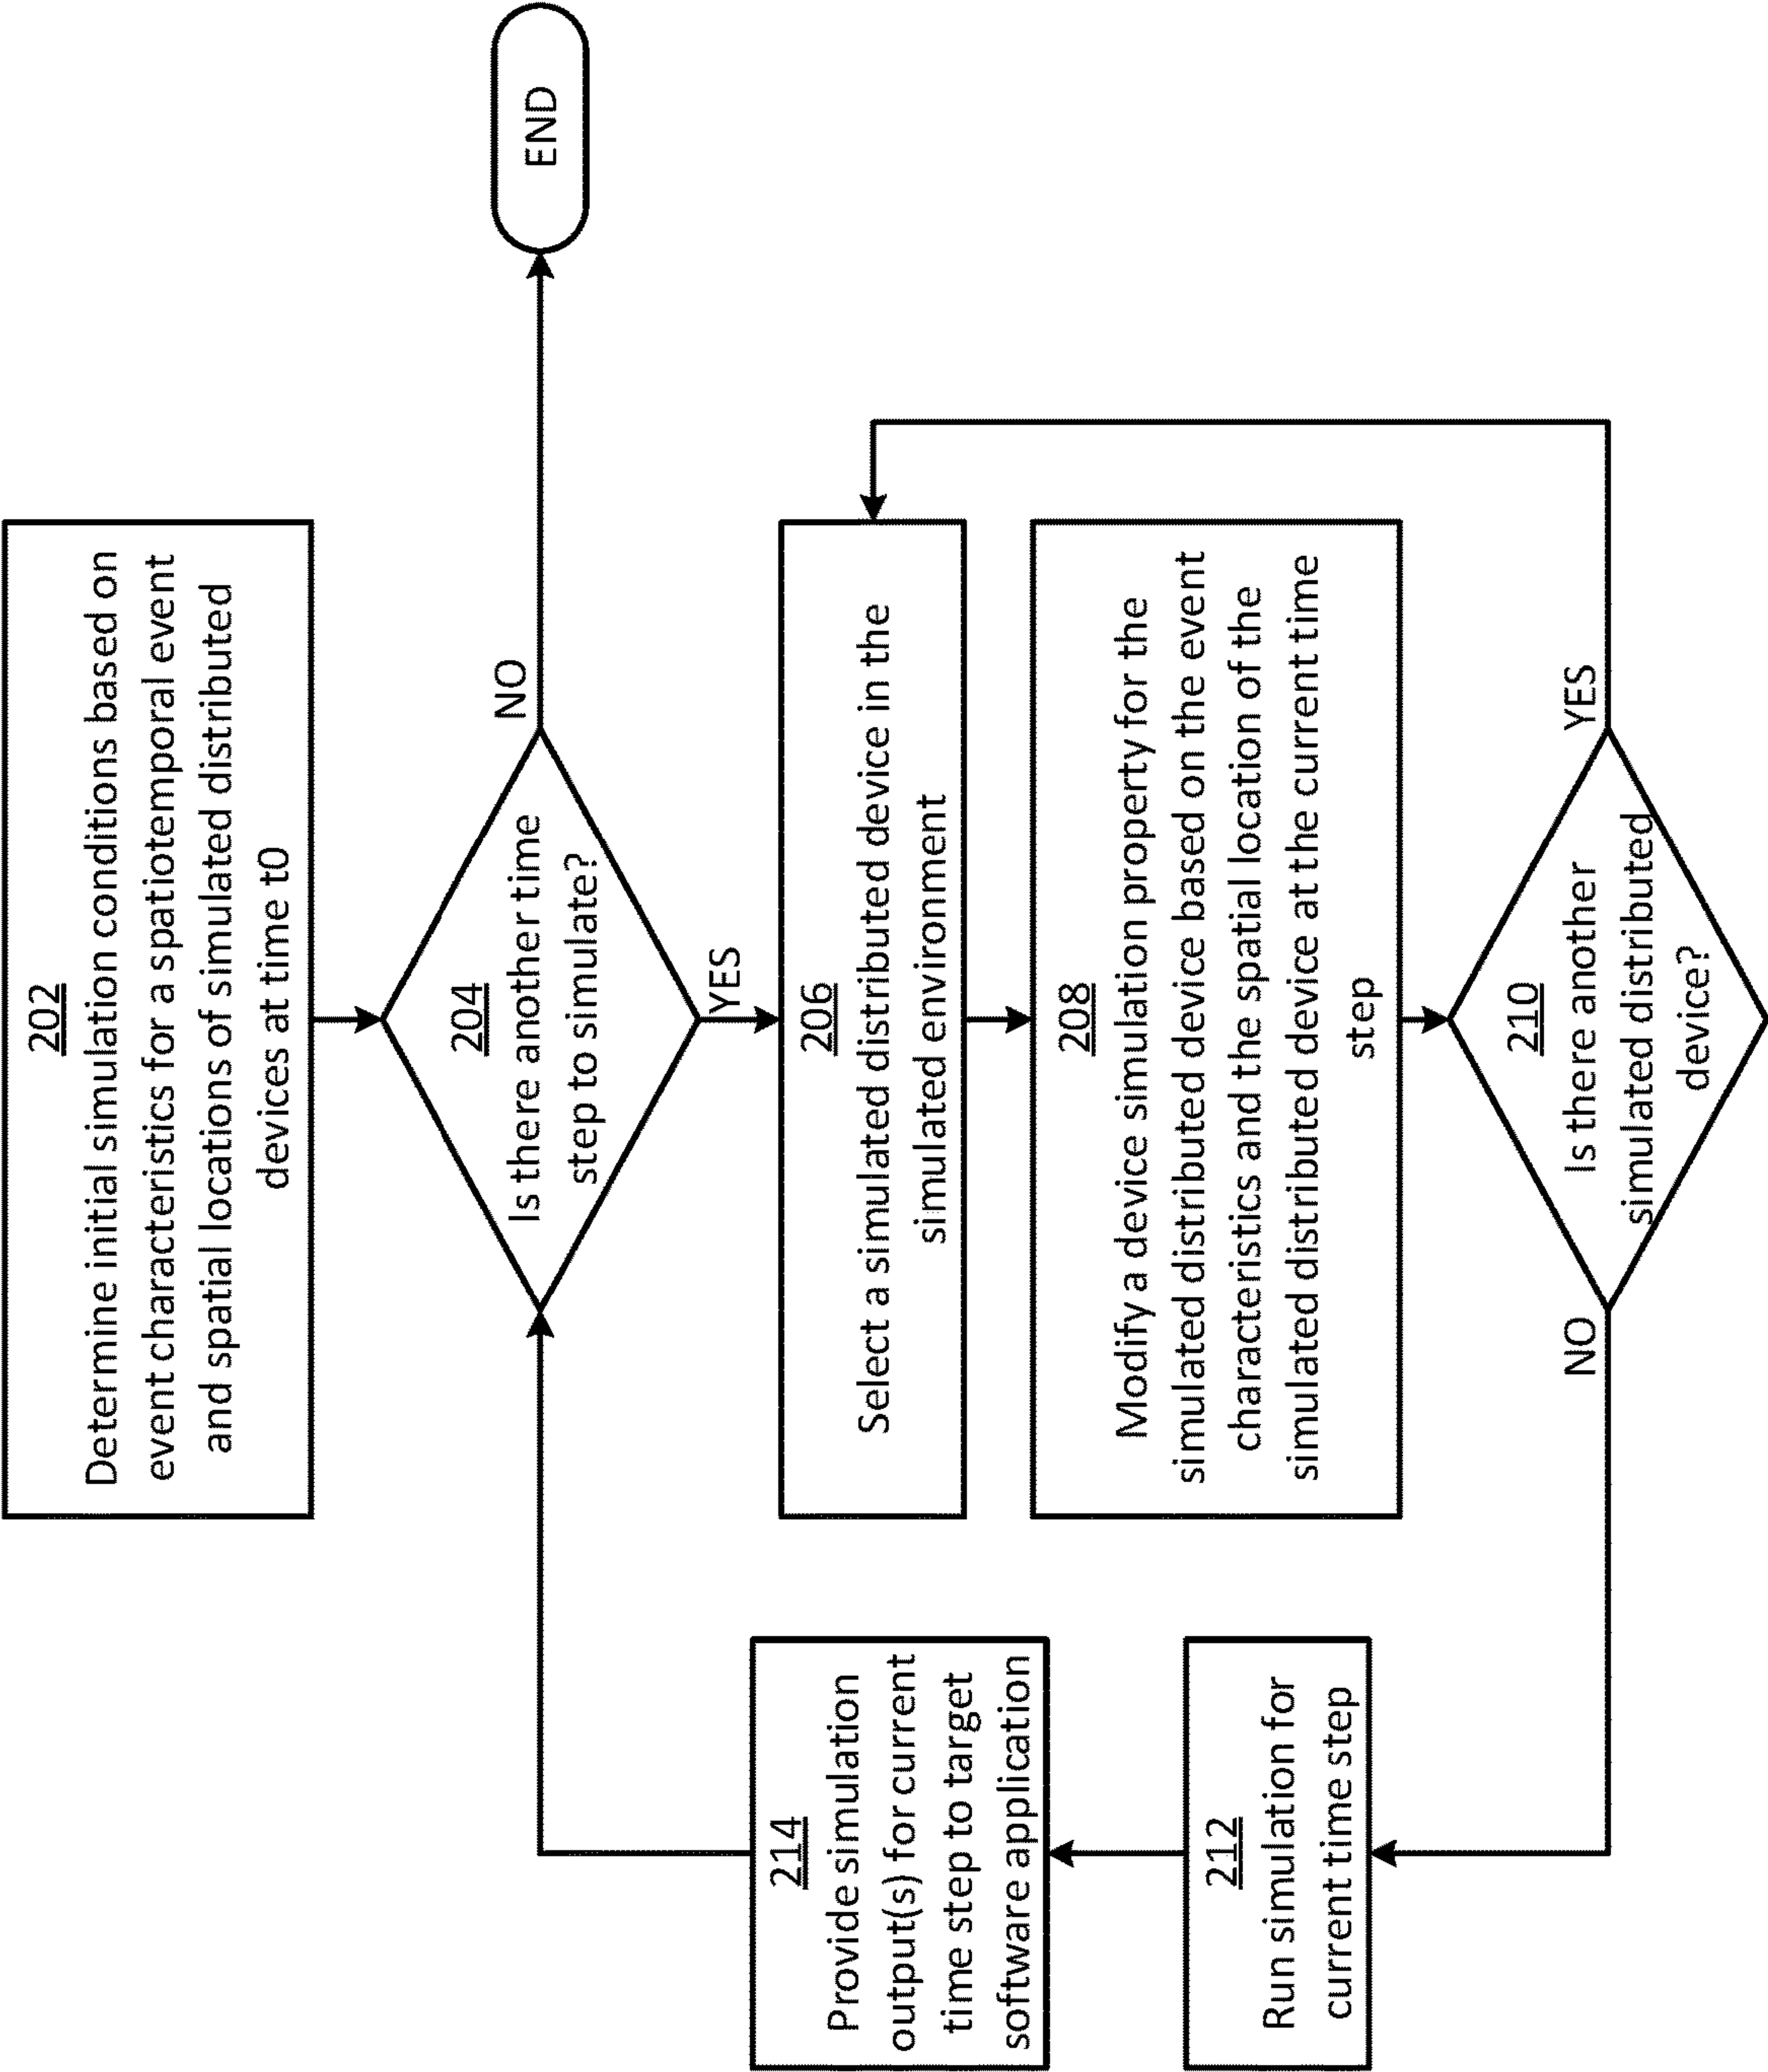 202
Determine initial simulation conditions based on
event characteristics for a spatiotemporal event
and spatial locations of simulated distributed
devices at time t0
204
Is there another time
step to simulate?
NO
END
YES
206
Select a simulated distributed device in the
simulated environment
208
Modify a device simulation property for the
simulated distributed device based on the event
characteristics and the spatial location of the
simulated distributed device at the current time
step
210
Is there another
simulated distributed
device?
YES
NO
212
Run simulation for
current time step
214
Provide simulation
output(s) for current
time step to target
software application